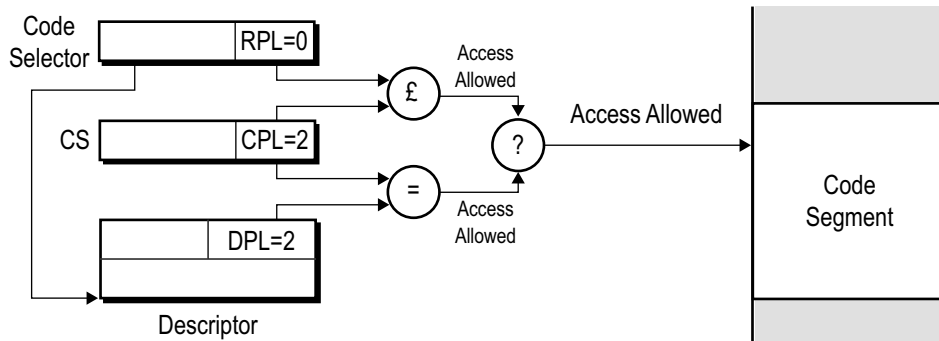 Code
Selector
RPL=0
Access
Allowed
£
CS
CPL=2
?
Access Allowed
=
Access
Allowed
DPL=2
Code
Segment
Descriptor